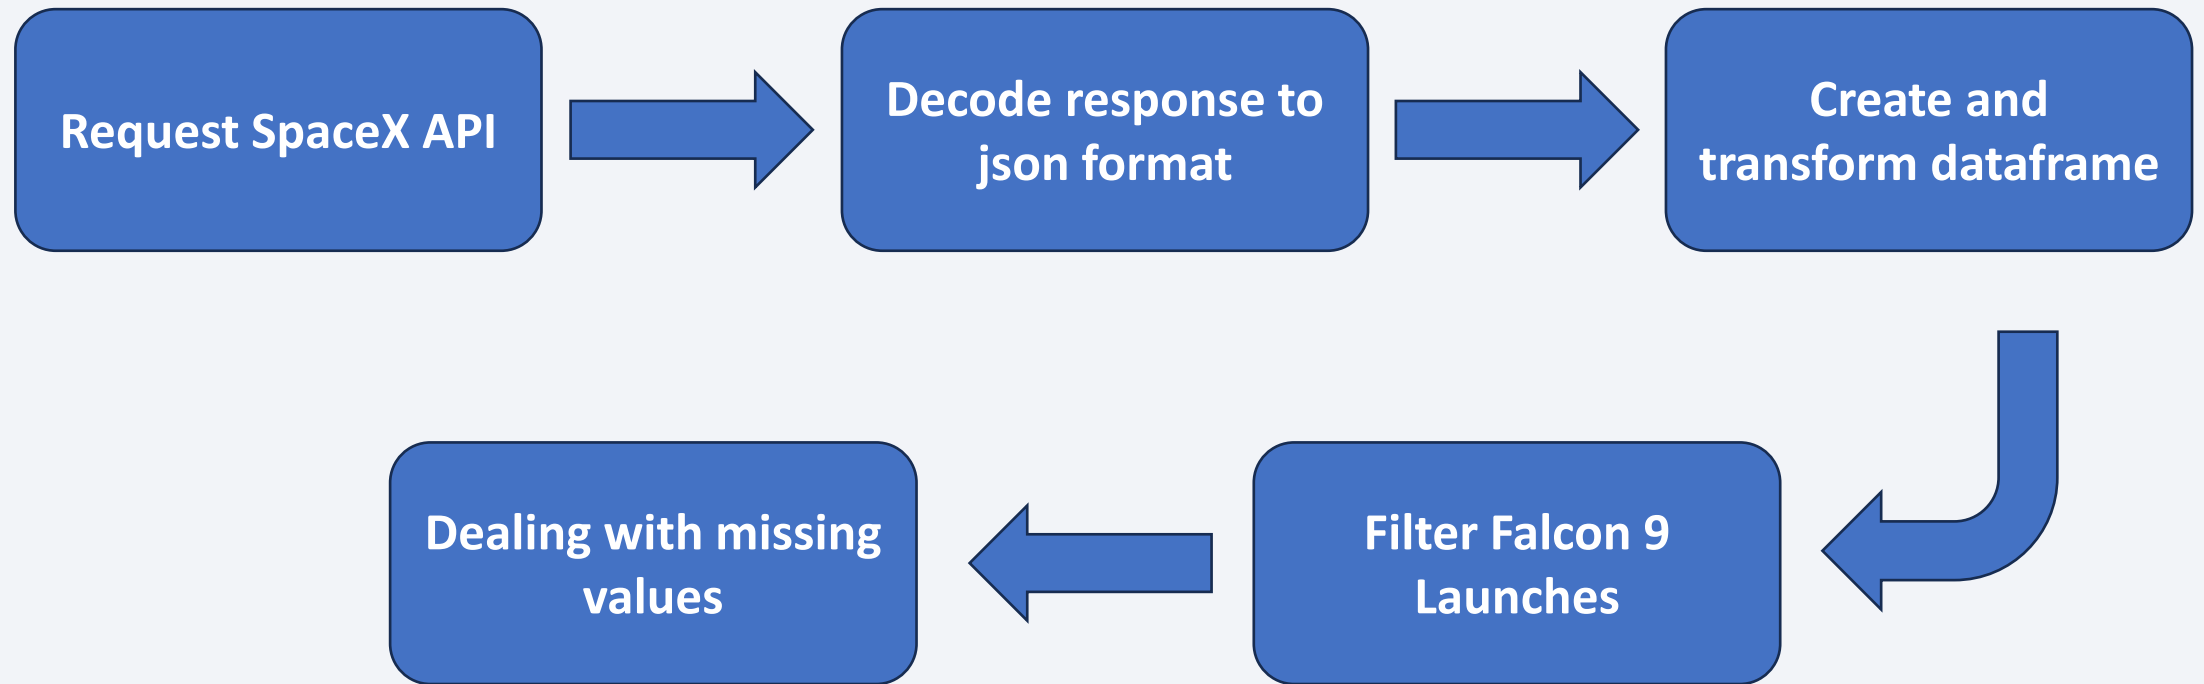 Request SpaceX API
Decode response to
json format
Create and
transform dataframe
Filter Falcon 9
Launches
Dealing with missing
values